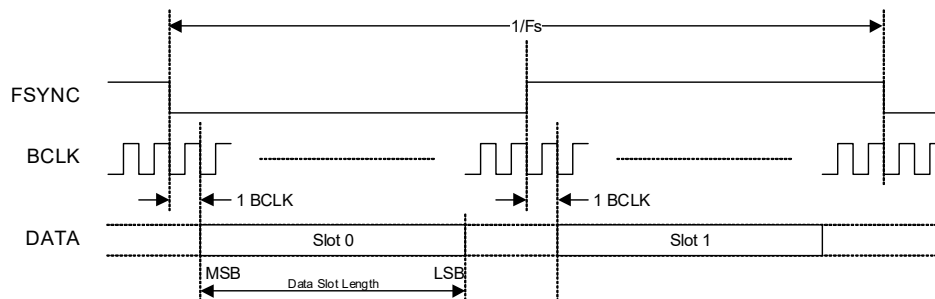 1/Fs
FSYNC
BCLK
1 BCLK
1 BCLK
DATA
Slot 0
Slot 1
MSB
LSB
Data Slot Length